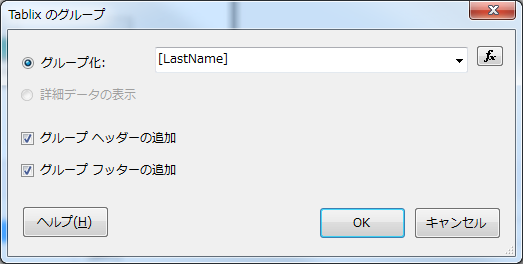 Tablix のグループ
グループ化:
[LastName]
fx
詳細データの表示
グループ ヘッダーの追加
グループ フッターの追加
ヘルプ(H)
OK
キャンセル